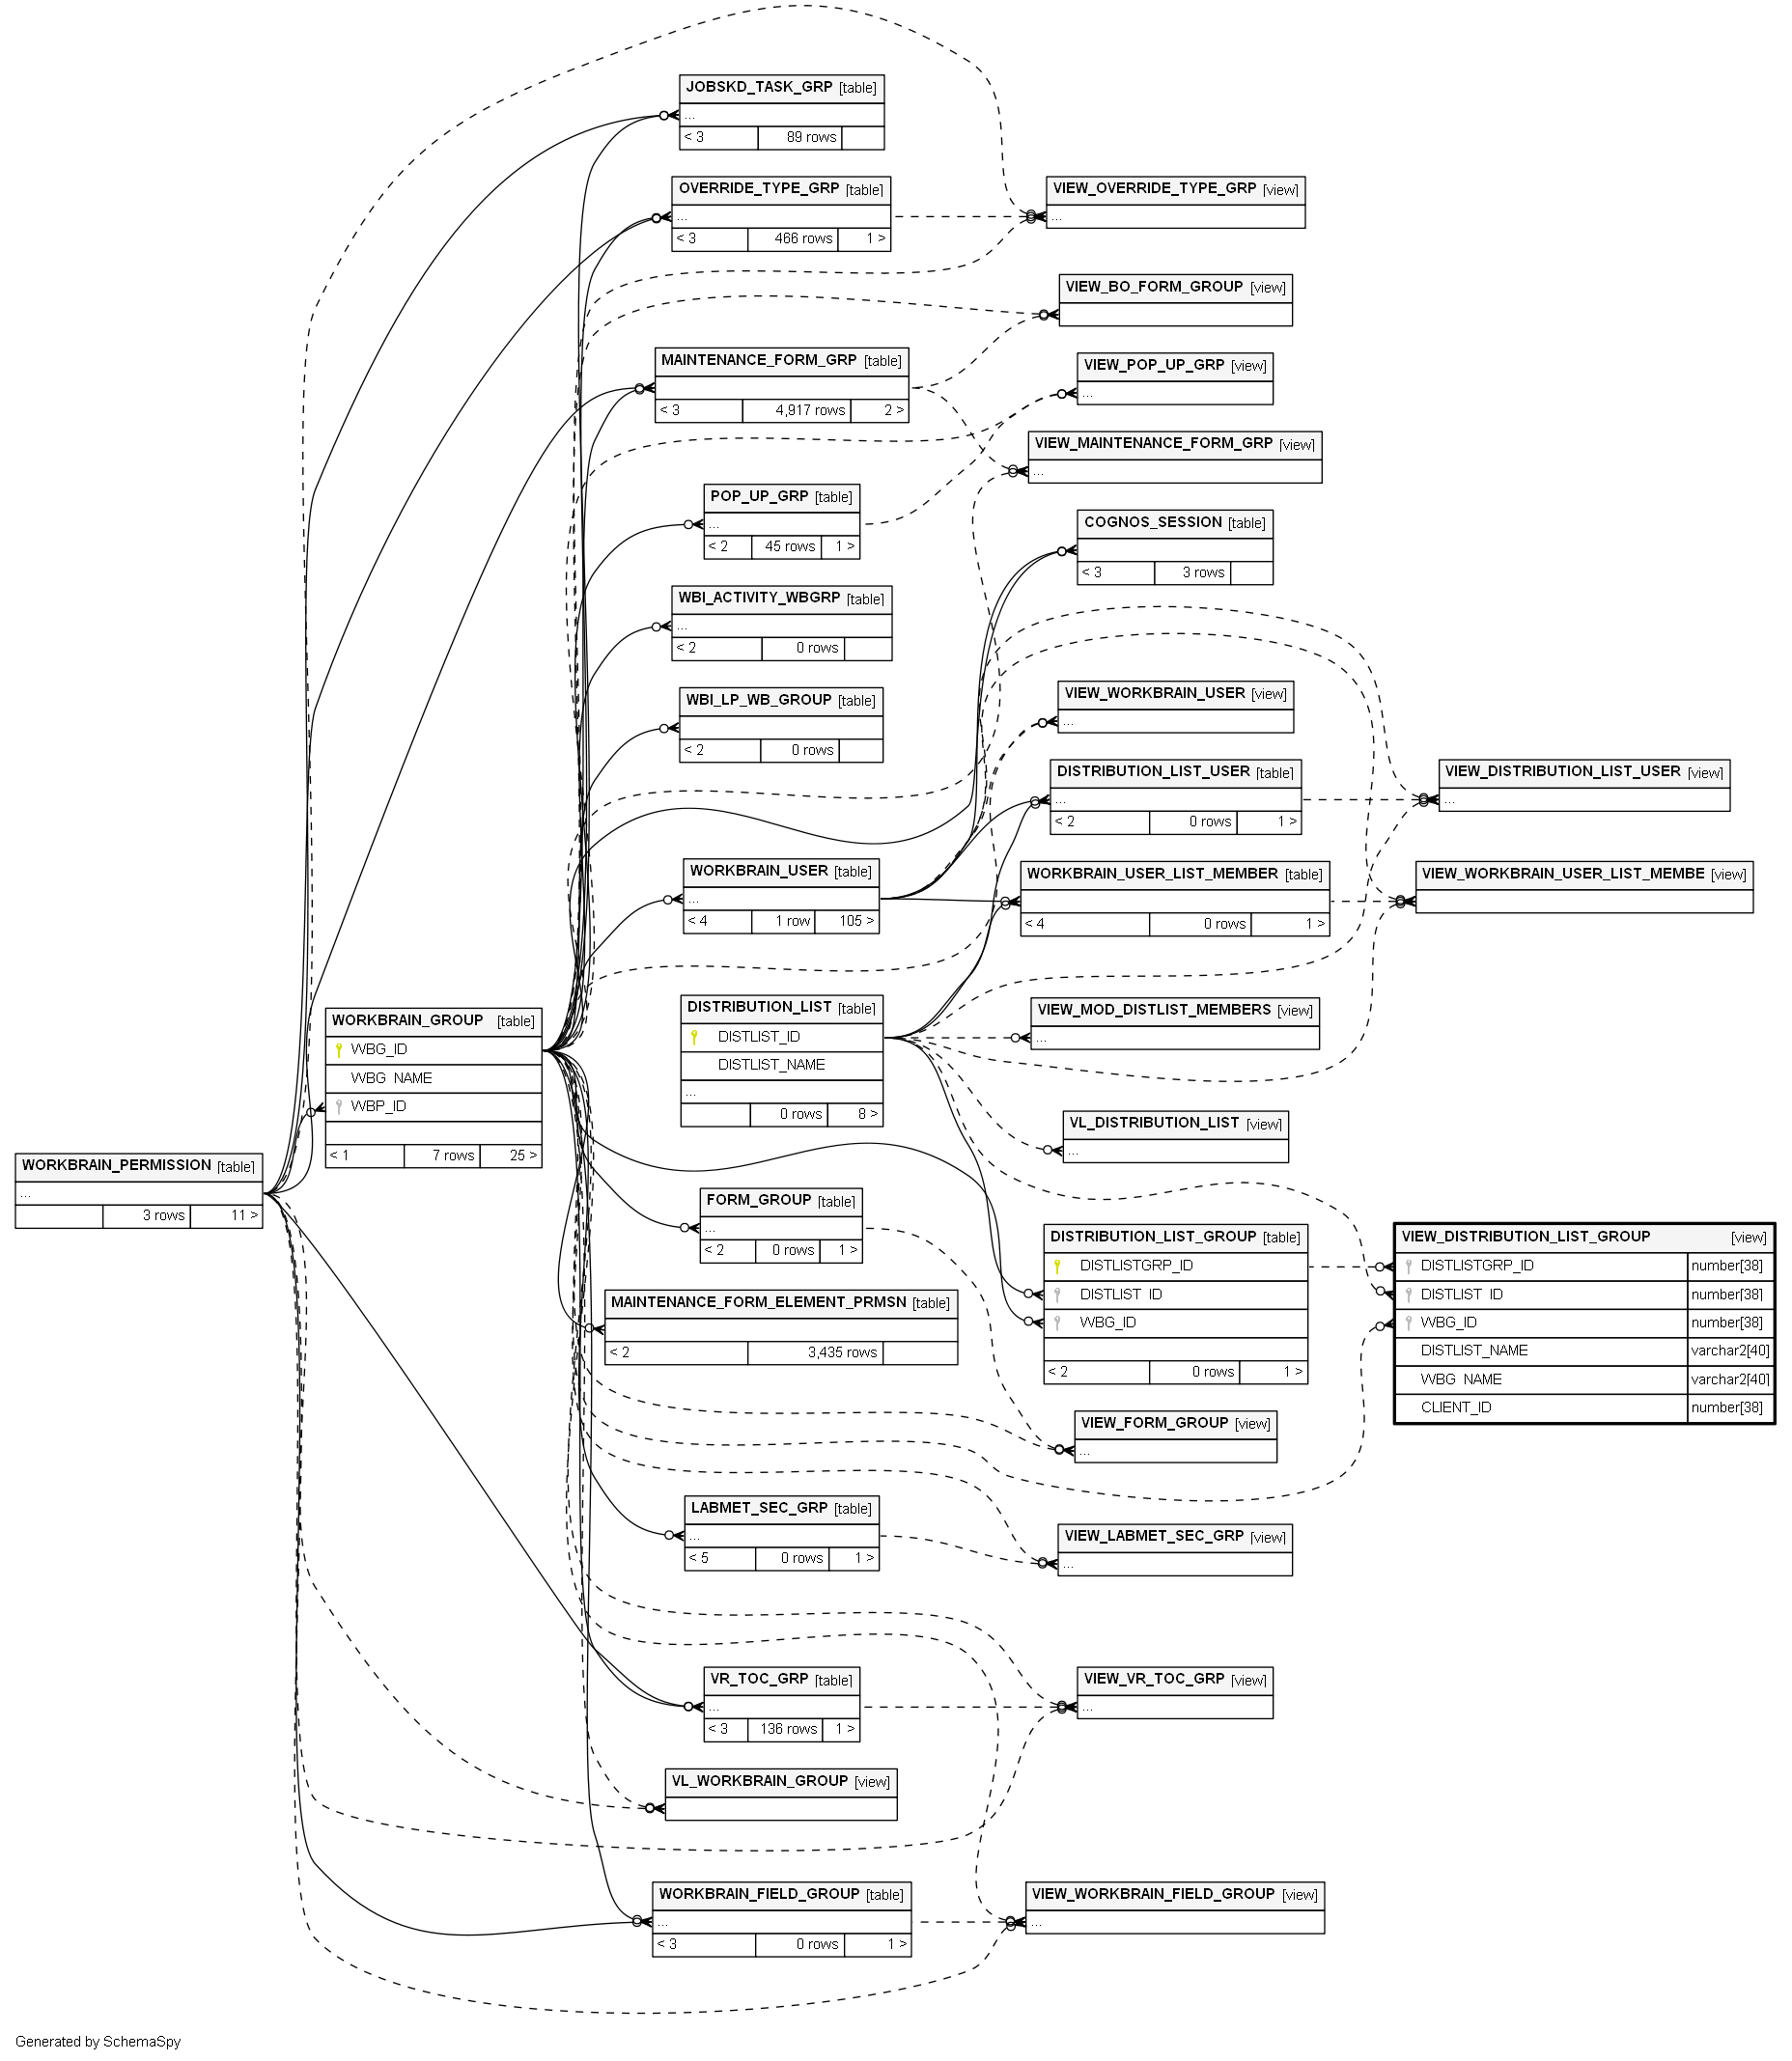 JOBSKD_TASK_GRP [table]
...
< 3 89 rows
OVERRIDE_TYPE_GRP [table]
...
< 3 466 rows 1 >
VIEW_OVERRIDE_TYPE_GRP [view]
...
VIEW_BO_FORM_GROUP [view]
MAINTENANCE_FORM_GRP [table]
< 3 4,917 rows 2 >
VIEW_POP_UP_GRP [view]
...
VIEW_MAINTENANCE_FORM_GRP [view]
...
POP_UP_GRP [table]
...
< 2 45 rows 1 >
COGNOS_SESSION [table]
< 3 3 rows
WBI_ACTIVITY_WBGRP [table]
...
< 2 0 rows
WBI_LP_WB_GROUP [table]
< 2 0 rows
VIEW_WORKBRAIN_USER [view]
...
DISTRIBUTION_LIST_USER [table]
...
< 2 0 rows 1 >
VIEW_DISTRIBUTION_LIST_USER [view]
...
WORKBRAIN_USER [table]
...
< 4 1 row 105 >
WORKBRAIN_USER_LIST_MEMBER [table]
< 4 0 rows 1 >
VIEW_WORKBRAIN_USER_LIST_MEMBE [view]
WORKBRAIN_GROUP [table]
WBG_ID
WBG_NAME
WBP_ID
< 1 7 rows 25 >
DISTRIBUTION_LIST [table]
DISTLIST_ID
DISTLIST_NAME
...
0 rows 8 >
VIEW_MOD_DISTLIST_MEMBERS [view]
...
VL_DISTRIBUTION_LIST [view]
...
WORKBRAIN_PERMISSION [table]
...
3 rows 11 >
FORM_GROUP [table]
...
< 2 0 rows 1 >
DISTRIBUTION_LIST_GROUP [table]
DISTLISTGRP_ID
DISTLIST_ID
WBG_ID
< 2 0 rows 1 >
VIEW_DISTRIBUTION_LIST_GROUP [view]
DISTLISTGRP_ID number[38]
DISTLIST_ID number[38]
WBG_ID number[38]
DISTLIST_NAME varchar2[40]
WBG_NAME varchar2[40]
CLIENT_ID number[38]
MAINTENANCE_FORM_ELEMENT_PRMSN [table]
< 2 3,435 rows
VIEW_FORM_GROUP [view]
...
LABMET_SEC_GRP [table]
...
< 5 0 rows 1 >
VIEW_LABMET_SEC_GRP [view]
...
VR_TOC_GRP [table]
...
< 3 136 rows 1 >
VIEW_VR_TOC_GRP [view]
...
VL_WORKBRAIN_GROUP [view]
WORKBRAIN_FIELD_GROUP [table]
...
< 3 0 rows 1 >
VIEW_WORKBRAIN_FIELD_GROUP [view]
...
Generated by SchemaSpy